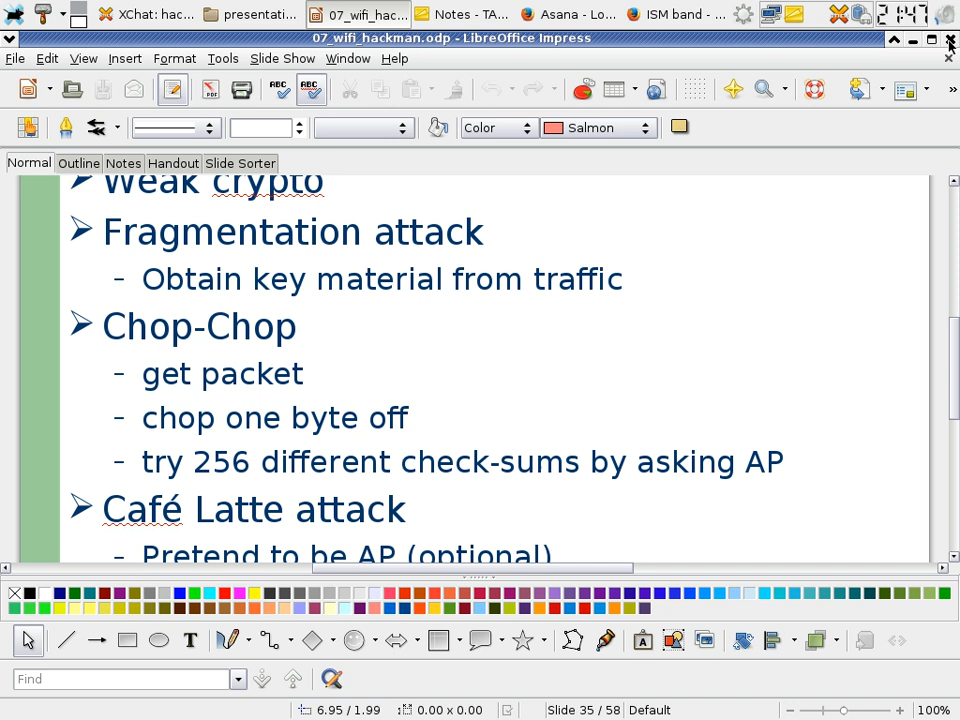 XChat: hac...
presentati...
07_wifi_hac...
Notes - TA...
Asana - Lo...
ISM band - ...
21:47
07_wifi_hackman.odp - LibreOffice Impress
File Edit View Insert Format Tools Slide Show Window Help
Color
Salmon
Normal Outline Notes Handout Slide Sorter
Weak crypto
Fragmentation attack
– Obtain key material from traffic
Chop-Chop
– get packet
– chop one byte off
– try 256 different check-sums by asking AP
Café Latte attack
– Pretend to be AP (optional)
Find
6.95 / 1.99
0.00 x 0.00
Slide 35 / 58
Default
100%